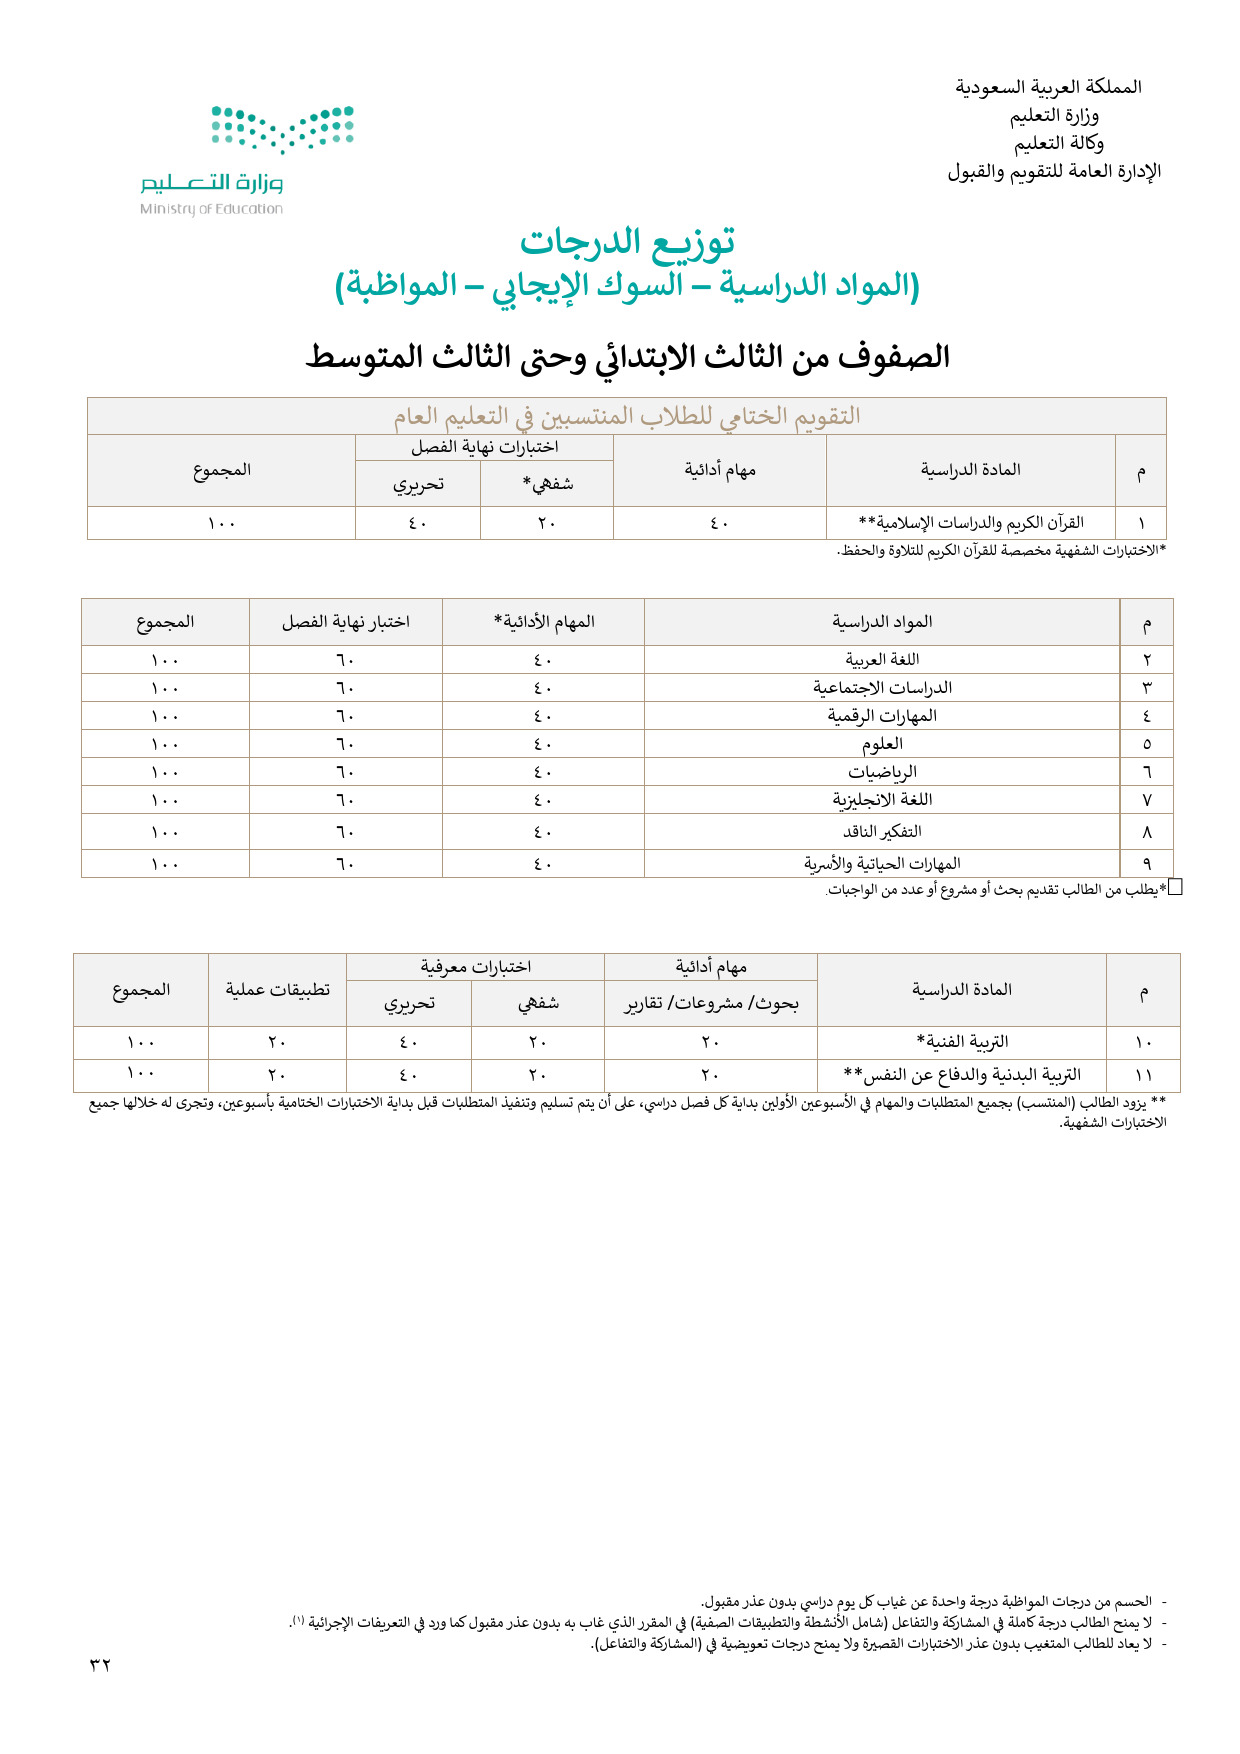 المملكة العربية السعودية
وزارة التعليم
وكالة التعليم
الإدارة العامة للتقويم والقبول
وزارة التعـــليم
Ministry of Education
توزيع الدرجات
(المواد الدراسية – السوك الإيجابي – المواظبة)
الصفوف من الثالث الابتدائي وحتى الثالث المتوسط
التقويم الختامي للطلاب المنتسبين في التعليم العام
م المادة الدراسية مهام أدائية اختبارات نهاية الفصل المجموع
شفهي* تحريري
١ القرآن الكريم والدراسات الإسلامية** ٤٠ ٢٠ ٤٠ ١٠٠
*الاختبارات الشفهية مخصصة للقرآن الكريم للتلاوة والحفظ.
م المواد الدراسية المهام الأدائية* اختبار نهاية الفصل المجموع
٢ اللغة العربية ٤٠ ٦٠ ١٠٠
٣ الدراسات الاجتماعية ٤٠ ٦٠ ١٠٠
٤ المهارات الرقمية ٤٠ ٦٠ ١٠٠
٥ العلوم ٤٠ ٦٠ ١٠٠
٦ الرياضيات ٤٠ ٦٠ ١٠٠
٧ اللغة الانجليزية ٤٠ ٦٠ ١٠٠
٨ التفكير الناقد ٤٠ ٦٠ ١٠٠
٩ المهارات الحياتية والأسرية ٤٠ ٦٠ ١٠٠
*يطلب من الطالب تقديم بحث أو مشروع أو عدد من الواجبات.
م المادة الدراسية مهام أدائية اختبارات معرفية تطبيقات عملية المجموع
بحوث/ مشروعات/ تقارير شفهي تحريري
١٠ التربية الفنية* ٢٠ ٢٠ ٤٠ ٢٠ ١٠٠
١١ التربية البدنية والدفاع عن النفس** ٢٠ ٢٠ ٤٠ ٢٠ ١٠٠
** يزود الطالب (المنتسب) بجميع المتطلبات والمهام في الأسبوعين الأولين بداية كل فصل دراسي، على أن يتم تسليم وتنفيذ المتطلبات قبل بداية الاختبارات الختامية بأسبوعين، وتجرى له خلالها جميع
الاختبارات الشفهية.
- الحسم من درجات المواظبة درجة واحدة عن غياب كل يوم دراسي بدون عذر مقبول.
- لا يمنح الطالب درجة كاملة في المشاركة والتفاعل (شامل الأنشطة والتطبيقات الصفية) في المقرر الذي غاب به بدون عذر مقبول كما ورد في التعريفات الإجرائية (١).
- لا يعاد للطالب المتغيب بدون عذر الاختبارات القصيرة ولا يمنح درجات تعويضية في (المشاركة والتفاعل).
٣٢